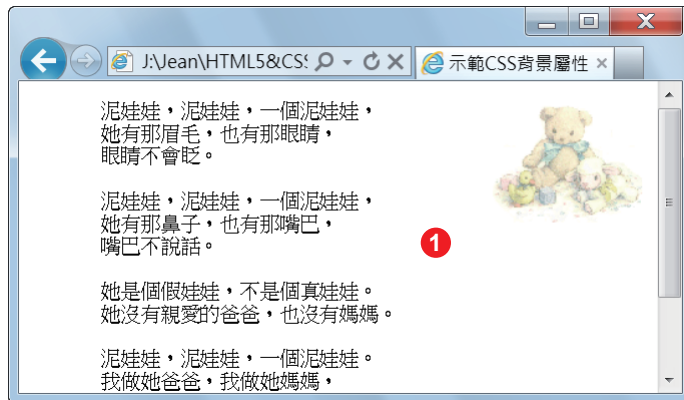 J:\Jean\HTML5&CSS
示範CSS背景屬性
泥娃娃，泥娃娃，一個泥娃娃，
她有那眉毛，也有那眼睛，
眼睛不會眨。
泥娃娃，泥娃娃，一個泥娃娃，
她有那鼻子，也有那嘴巴，
嘴巴不說話。
1
她是個假娃娃，不是個真娃娃。
她沒有親愛的爸爸，也沒有媽媽。
泥娃娃，泥娃娃，一個泥娃娃。
我做她爸爸，我做她媽媽，